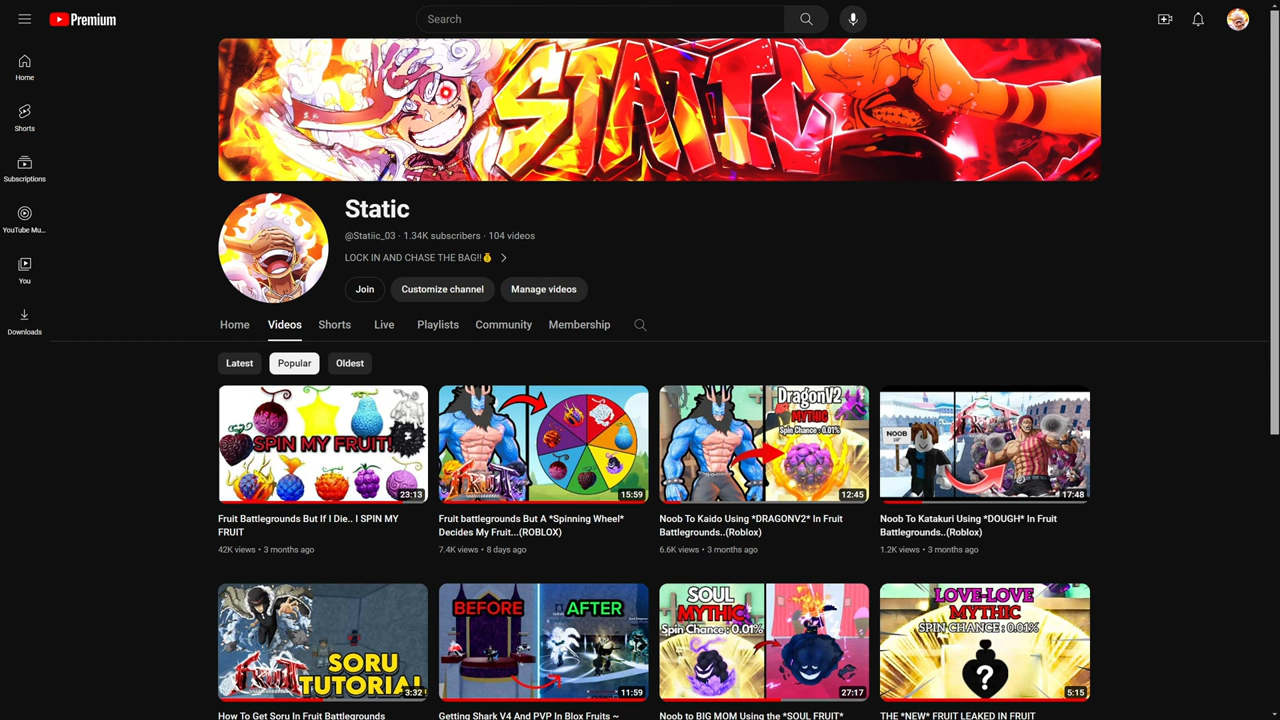 Premium
Search
Home
Shorts
Subscriptions
YouTube Mu...
You
Downloads
STATIC
Static
@Statiic_03 · 1.34K subscribers · 104 videos
LOCK IN AND CHASE THE BAG!!
Join
Customize channel
Manage videos
Home
Videos
Shorts
Live
Playlists
Community
Membership
Latest
Popular
Oldest
SPIN MY FRUIT!
23:13
Fruit Battlegrounds But If I Die.. I SPIN MY
FRUIT
42K views • 3 months ago
15:59
Fruit battlegrounds But A *Spinning Wheel*
Decides My Fruit...(ROBLOX)
7.4K views • 8 days ago
DragonV2
MYTHIC
Spin Chance : 0.01%
12:45
Noob To Kaido Using *DRAGONV2* In Fruit
Battlegrounds..(Roblox)
6.6K views • 3 months ago
NOOB
17:48
Noob To Katakuri Using *DOUGH* In Fruit
Battlegrounds..(Roblox)
1.2K views • 3 months ago
SORU
TUTORIAL
3:32
How To Get Soru In Fruit Battlegrounds
BEFORE
AFTER
11:59
Getting Shark V4 And PVP In Blox Fruits ~
SOUL
MYTHIC
Spin Chance : 0.01%
27:17
Noob to BIG MOM Using the *SOUL FRUIT*
LOVE-LOVE
MYTHIC
SPIN CHANCE : 0.01%
?
5:15
THE *NEW* FRUIT LEAKED IN FRUIT